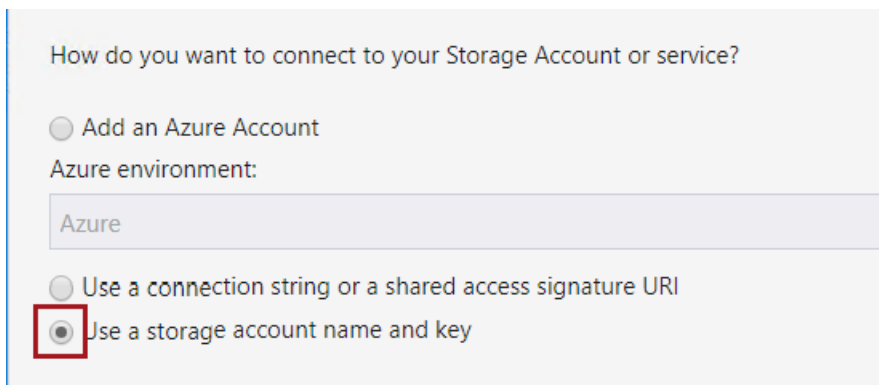 How do you want to connect to your Storage Account or service?
Add an Azure Account
Azure environment:
Azure
Use a connection string or a shared access signature URI
Use a storage account name and key